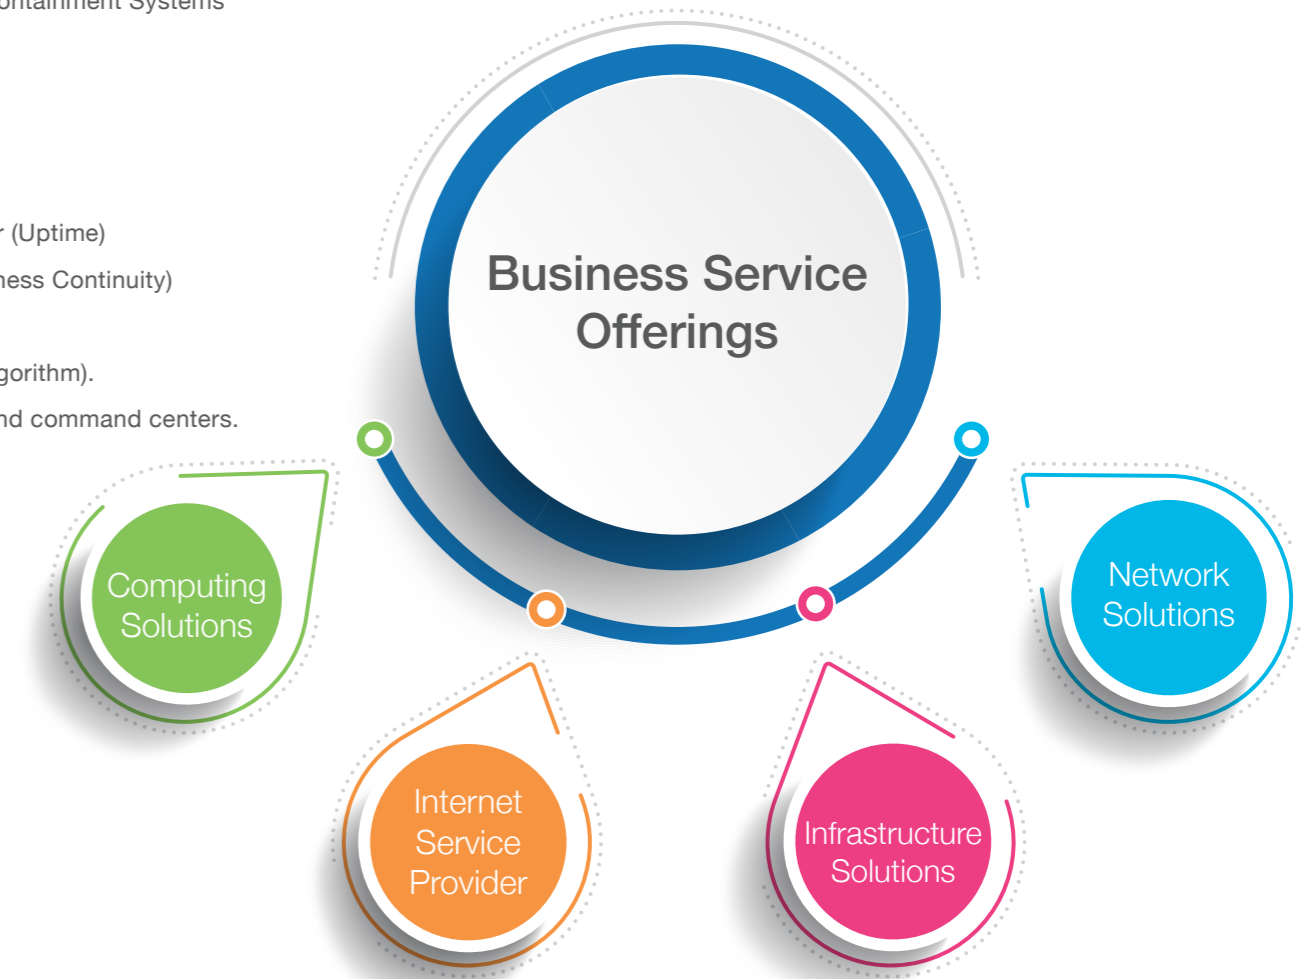 ontainment Systems
r (Uptime)
ness Continuity)
gorithm).
nd command centers.
Business Service
Offerings
Computing
Solutions
Network
Solutions
Internet
Service
Provider
Infrastructure
Solutions